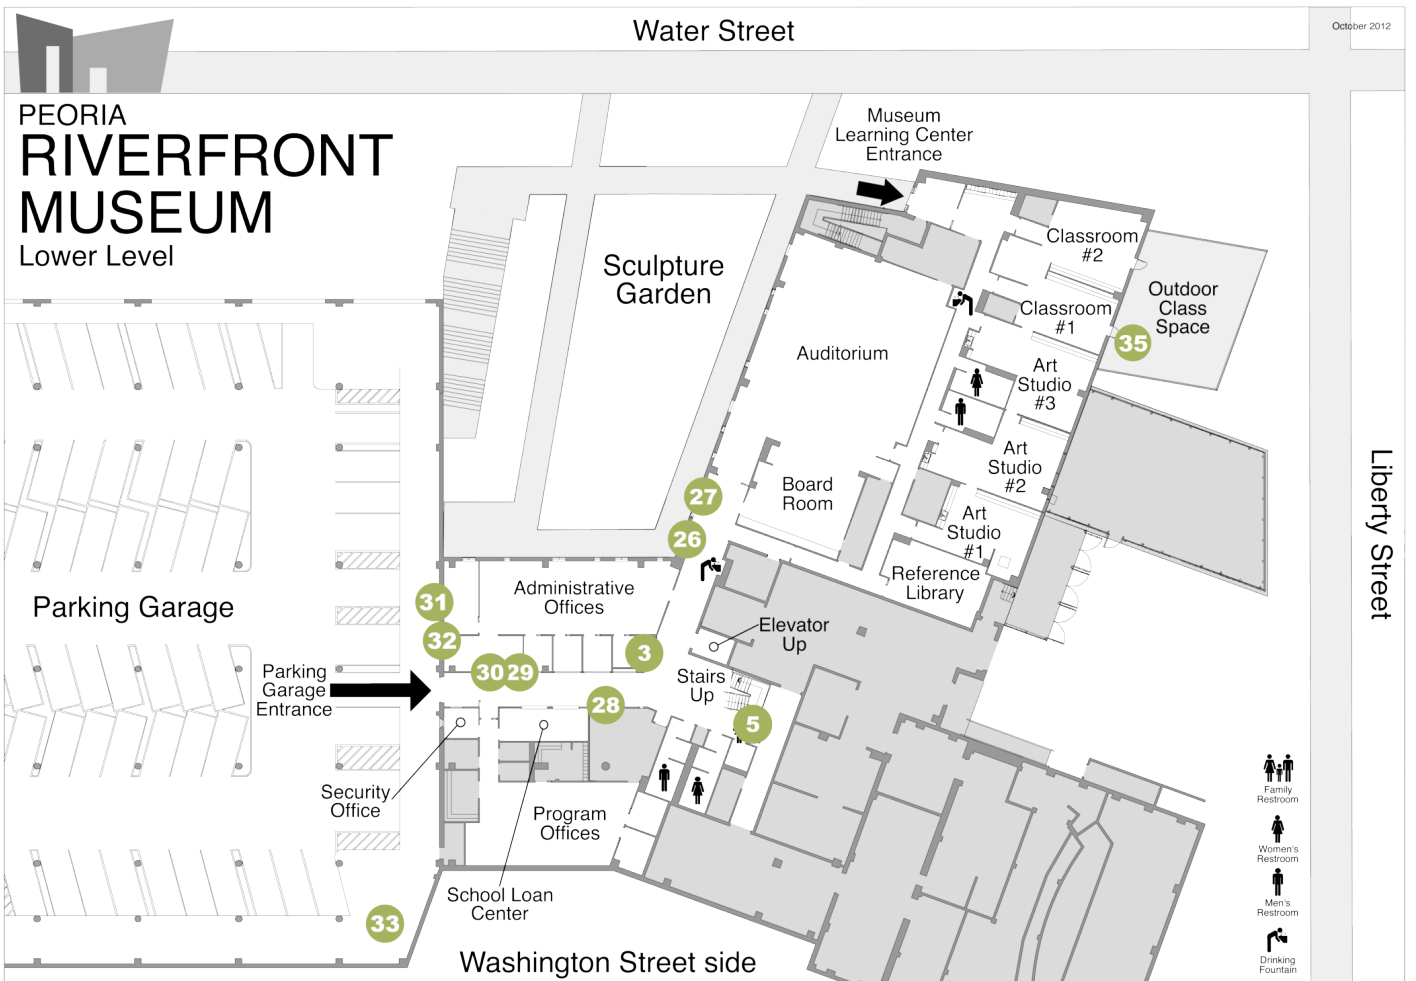 Water Street
October 2012
PEORIA
RIVERFRONT
MUSEUM
Lower Level
Museum
Learning Center
Entrance
Sculpture
Garden
Classroom
#2
Outdoor
Class
Space
Classroom
#1
35
Auditorium
Art
Studio
#3
Art
Studio
#2
Board
Room
27
Art
Studio
#1
26
Reference
Library
Liberty Street
Administrative
Offices
31
32
Parking Garage
3
Elevator
Up
30
29
Stairs
Up
Parking
Garage
Entrance
28
5
Security
Office
Program
Offices
School Loan
Center
33
Washington Street side
Family
Restroom
Women's
Restroom
Men's
Restroom
Drinking
Fountain